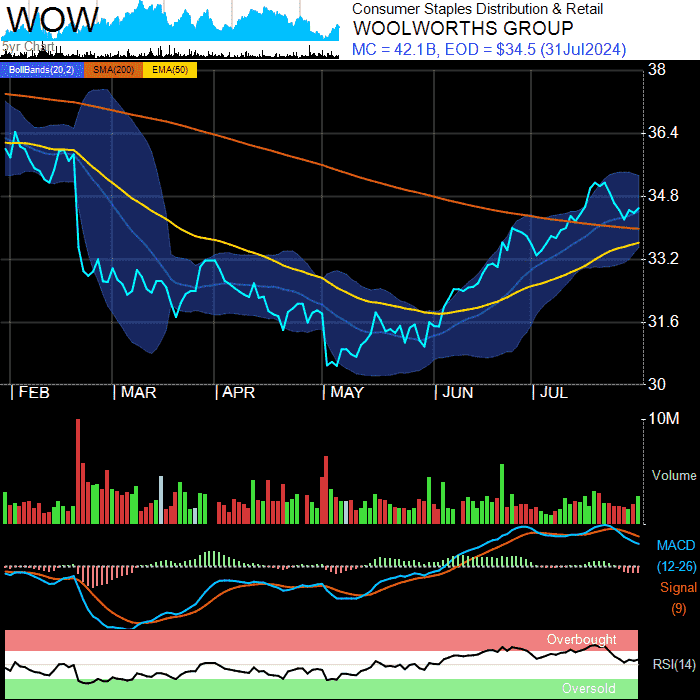 WOW
5yr Chart
Consumer Staples Distribution & Retail
WOOLWORTHS GROUP
MC = 42.1B, EOD = $34.5 (31Jul2024)
BollBands(20,2) SMA(200) EMA(50)
38
36.4
34.8
33.2
31.6
30
| FEB | MAR | APR | MAY | JUN | JUL
10M
Volume
MACD
(12-26)
Signal
(9)
Overbought
RSI(14)
Oversold